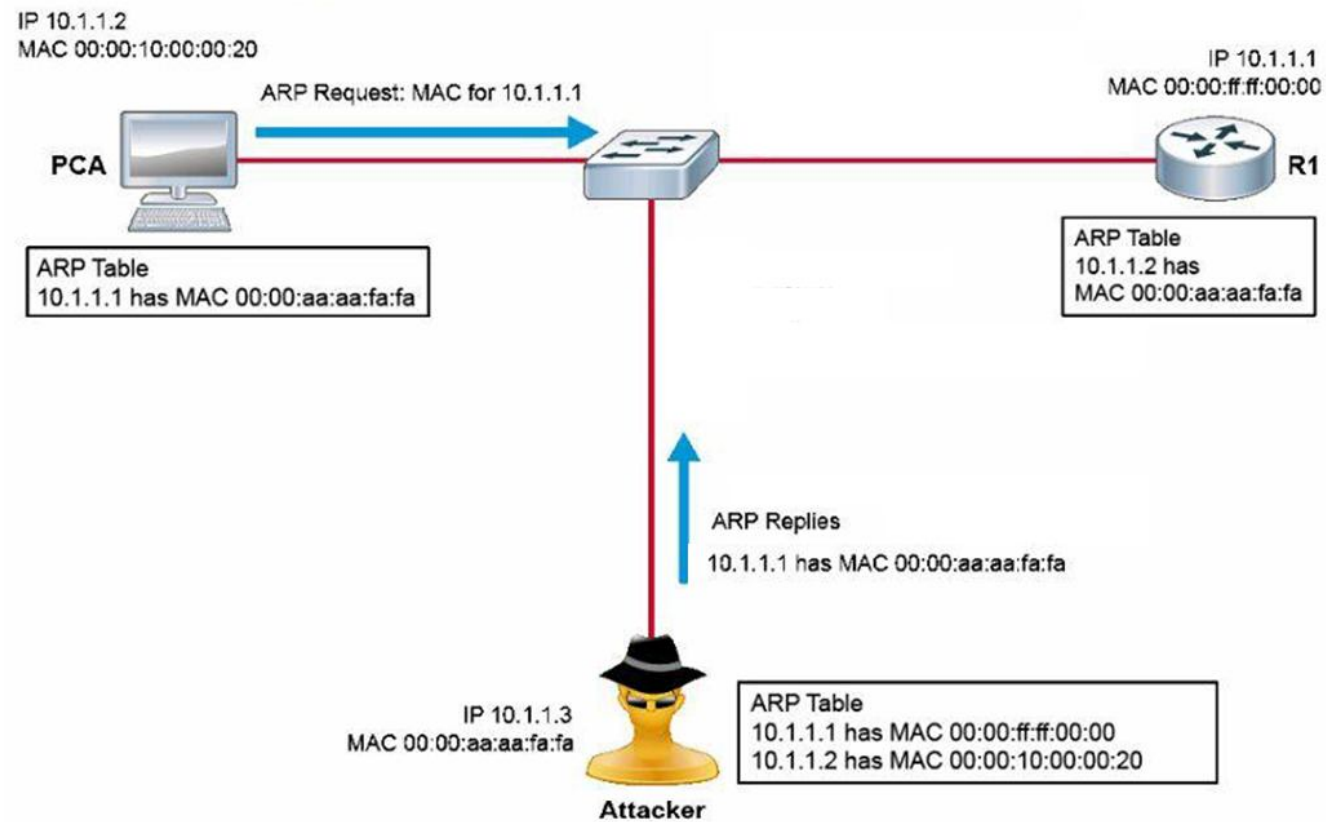 IP 10.1.1.2
MAC 00:00:10:00:00:20
ARP Request: MAC for 10.1.1.1
IP 10.1.1.1
MAC 00:00:ff:ff:00:00
PCA
R1
ARP Table
10.1.1.1 has MAC 00:00:aa:aa:fa:fa
ARP Table
10.1.1.2 has
MAC 00:00:aa:aa:fa:fa
ARP Replies
10.1.1.1 has MAC 00:00:aa:aa:fa:fa
IP 10.1.1.3
MAC 00:00:aa:aa:fa:fa
ARP Table
10.1.1.1 has MAC 00:00:ff:ff:00:00
10.1.1.2 has MAC 00:00:10:00:00:20
Attacker